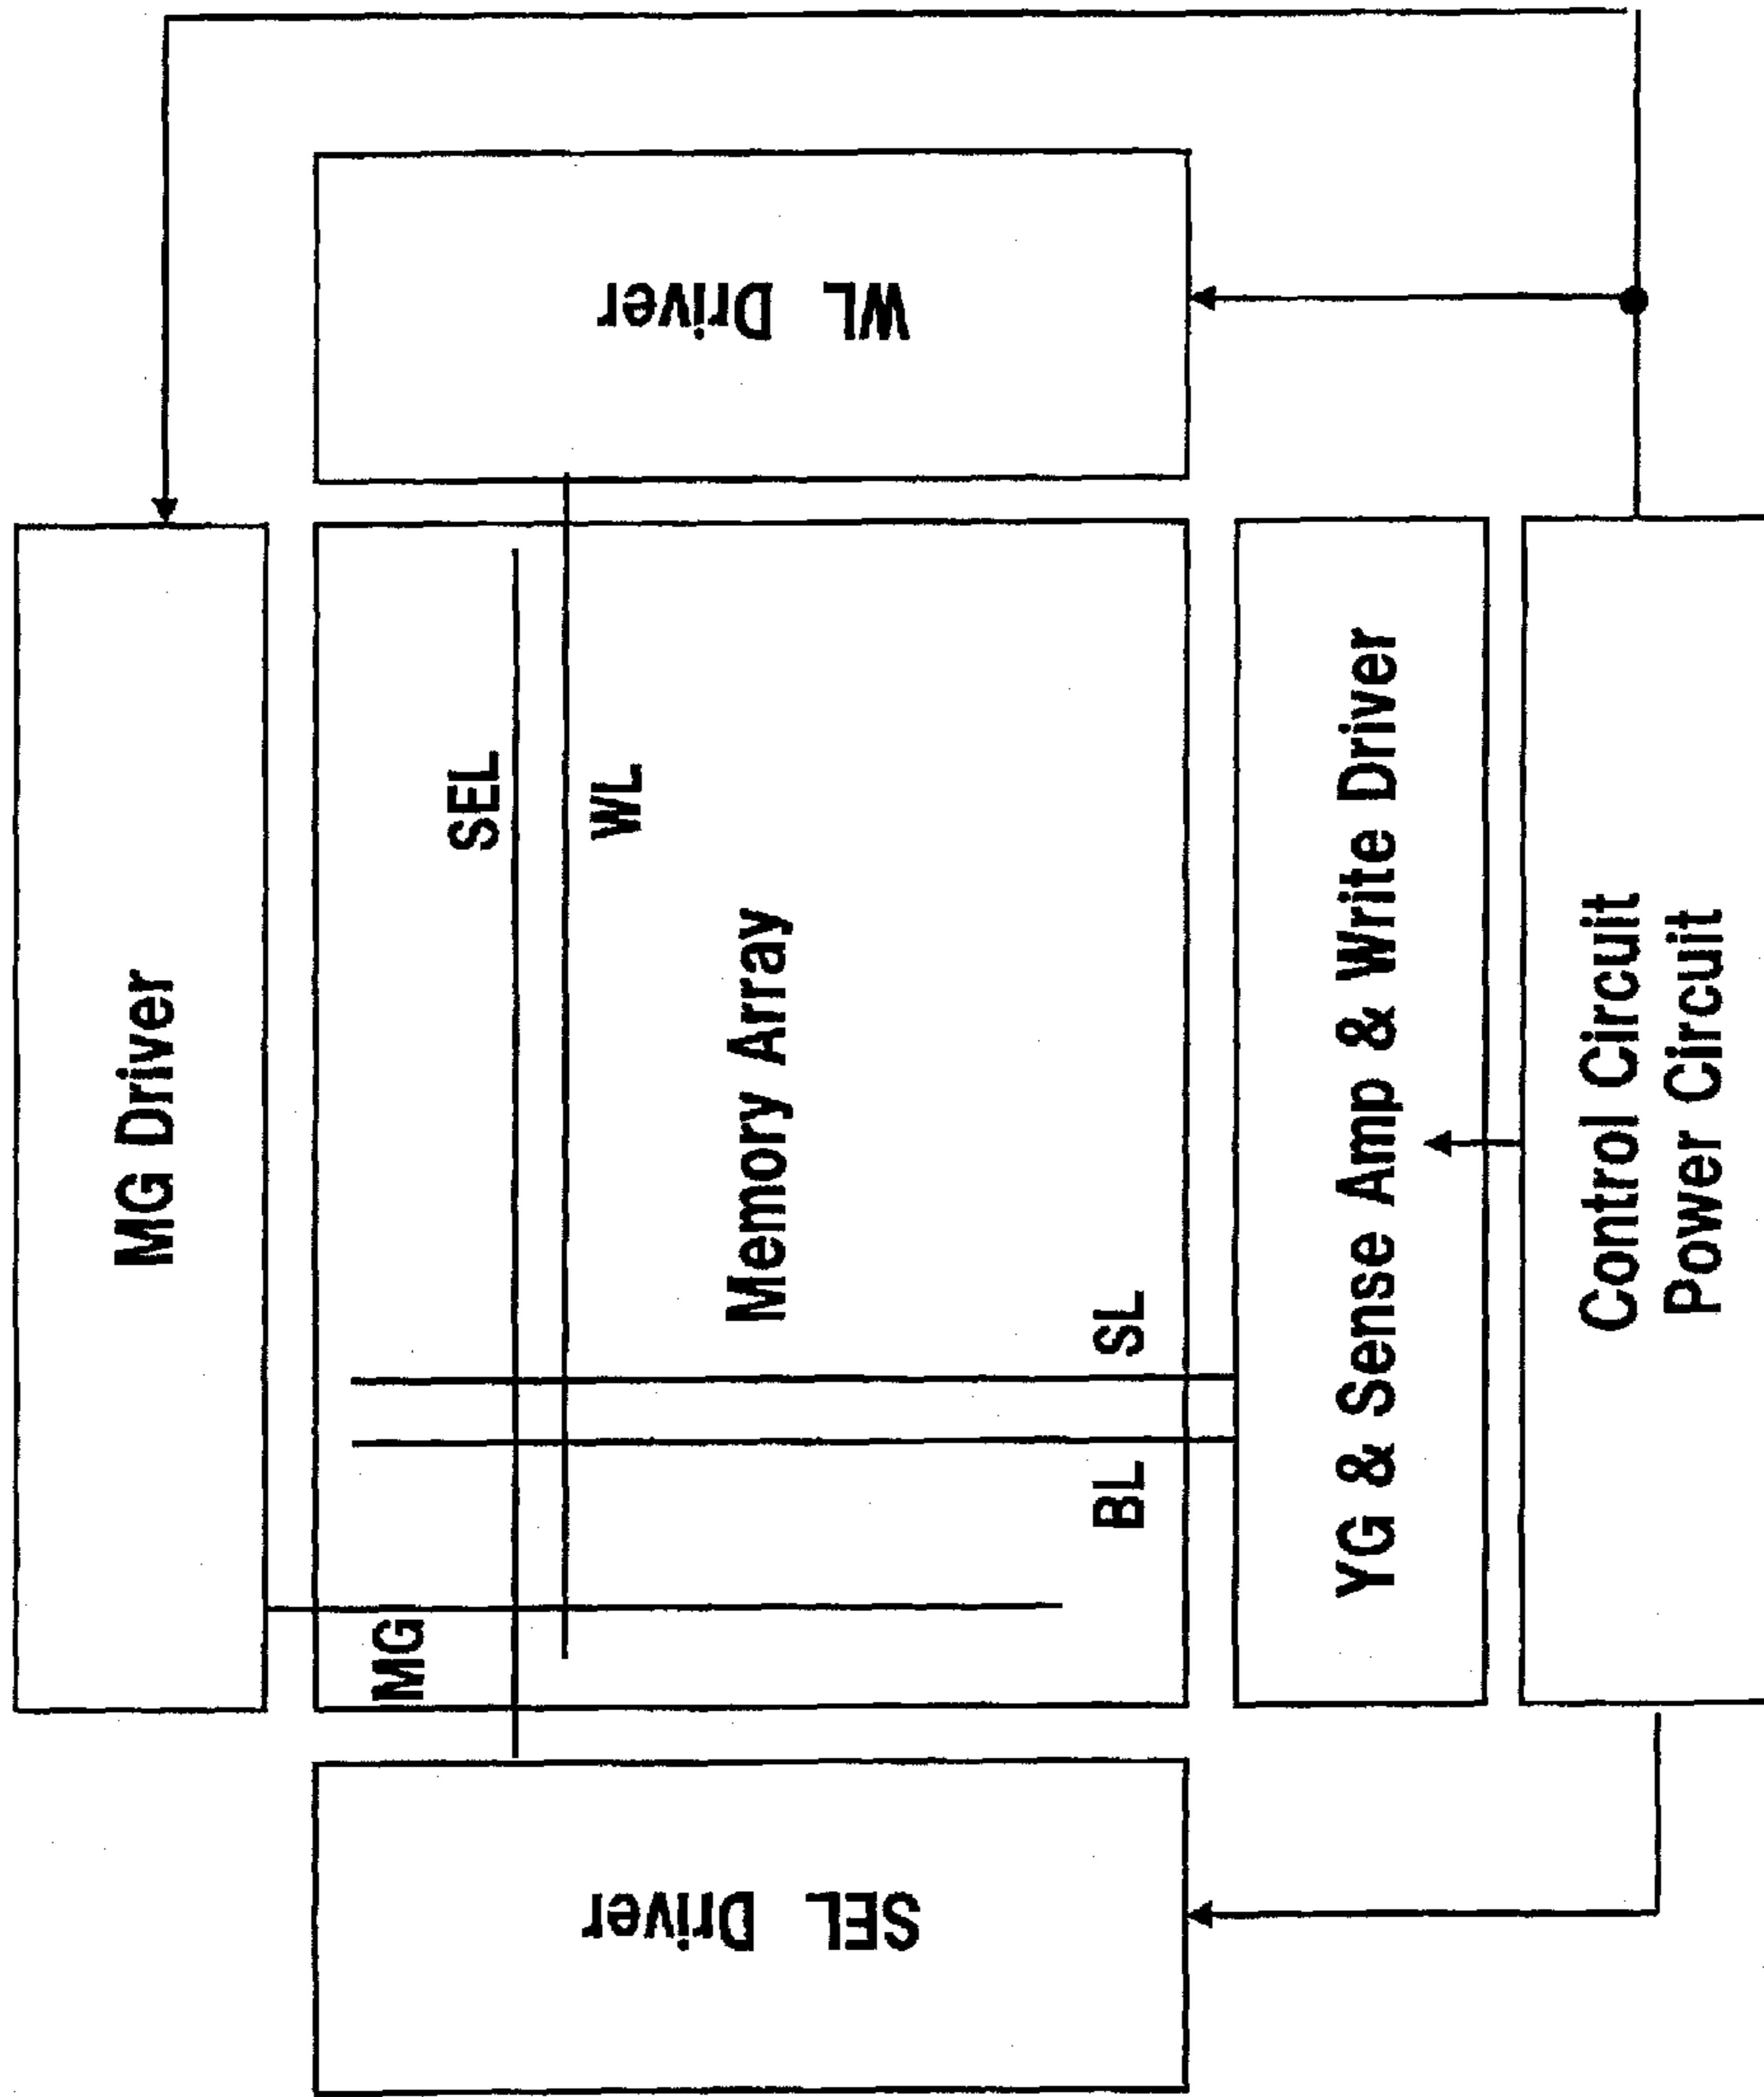 MG Driver
SEL Driver
MG
SEL
WL
Memory Array
BL
SL
WL Driver
YG & Sense Amp & Write Driver
Control Circuit
Power Circuit